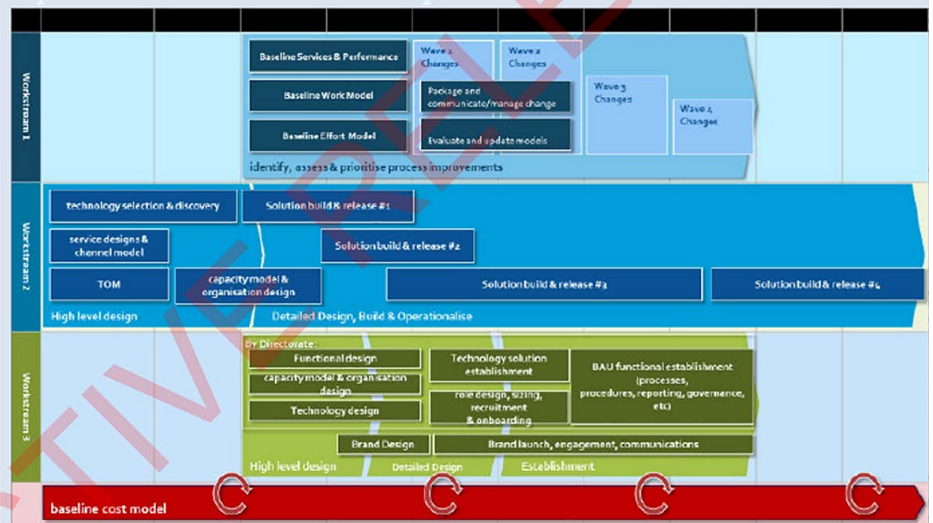 Workstream 1
Baseline Services & Performance
Wave 1
Changes
Wave 2
Changes
Baseline Work Model
Package and
communicate/manage change
Wave 3
Changes
Wave 4
Changes
Baseline Effort Model
Evaluate and update models
identify, assess & prioritise process improvements
Workstream 2
technology selection & discovery
Solution build & release #1
service designs &
channel model
Solution build & release #2
TOM
capacity model &
organisation design
Solution build & release #3
Solution build & release #4
High level design
Detailed Design, Build & Operationalise
Workstream 3
By Directorate:
Functional design
Technology solution
establishment
BAU functional establishment
(processes,
procedures, reporting, governance,
etc)
capacity model & organisation
design
role design, sizing,
recruitment
& onboarding
Technology design
Brand Design
Brand launch, engagement, communications
High level design
Detailed Design
Establishment
baseline cost model